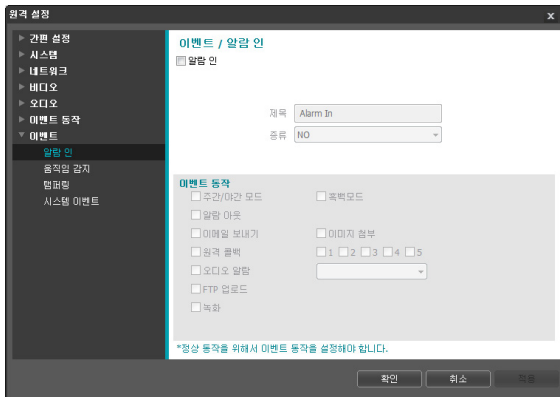 원격 설정
x
간편 설정
시스템
네트워크
비디오
오디오
이벤트 동작
이벤트
알람 인
움직임 감지
탬퍼링
시스템 이벤트
이벤트 / 알람 인
알람 인
제목 Alarm In
종류 NO
이벤트 동작
주간/야간 모드 흑백모드
알람 아웃
이메일 보내기 이미지 첨부
원격 콜백 1 2 3 4 5
오디오 알람
FTP 업로드
녹화
*정상 동작을 위해서 이벤트 동작을 설정해야 합니다.
확인 취소 적용